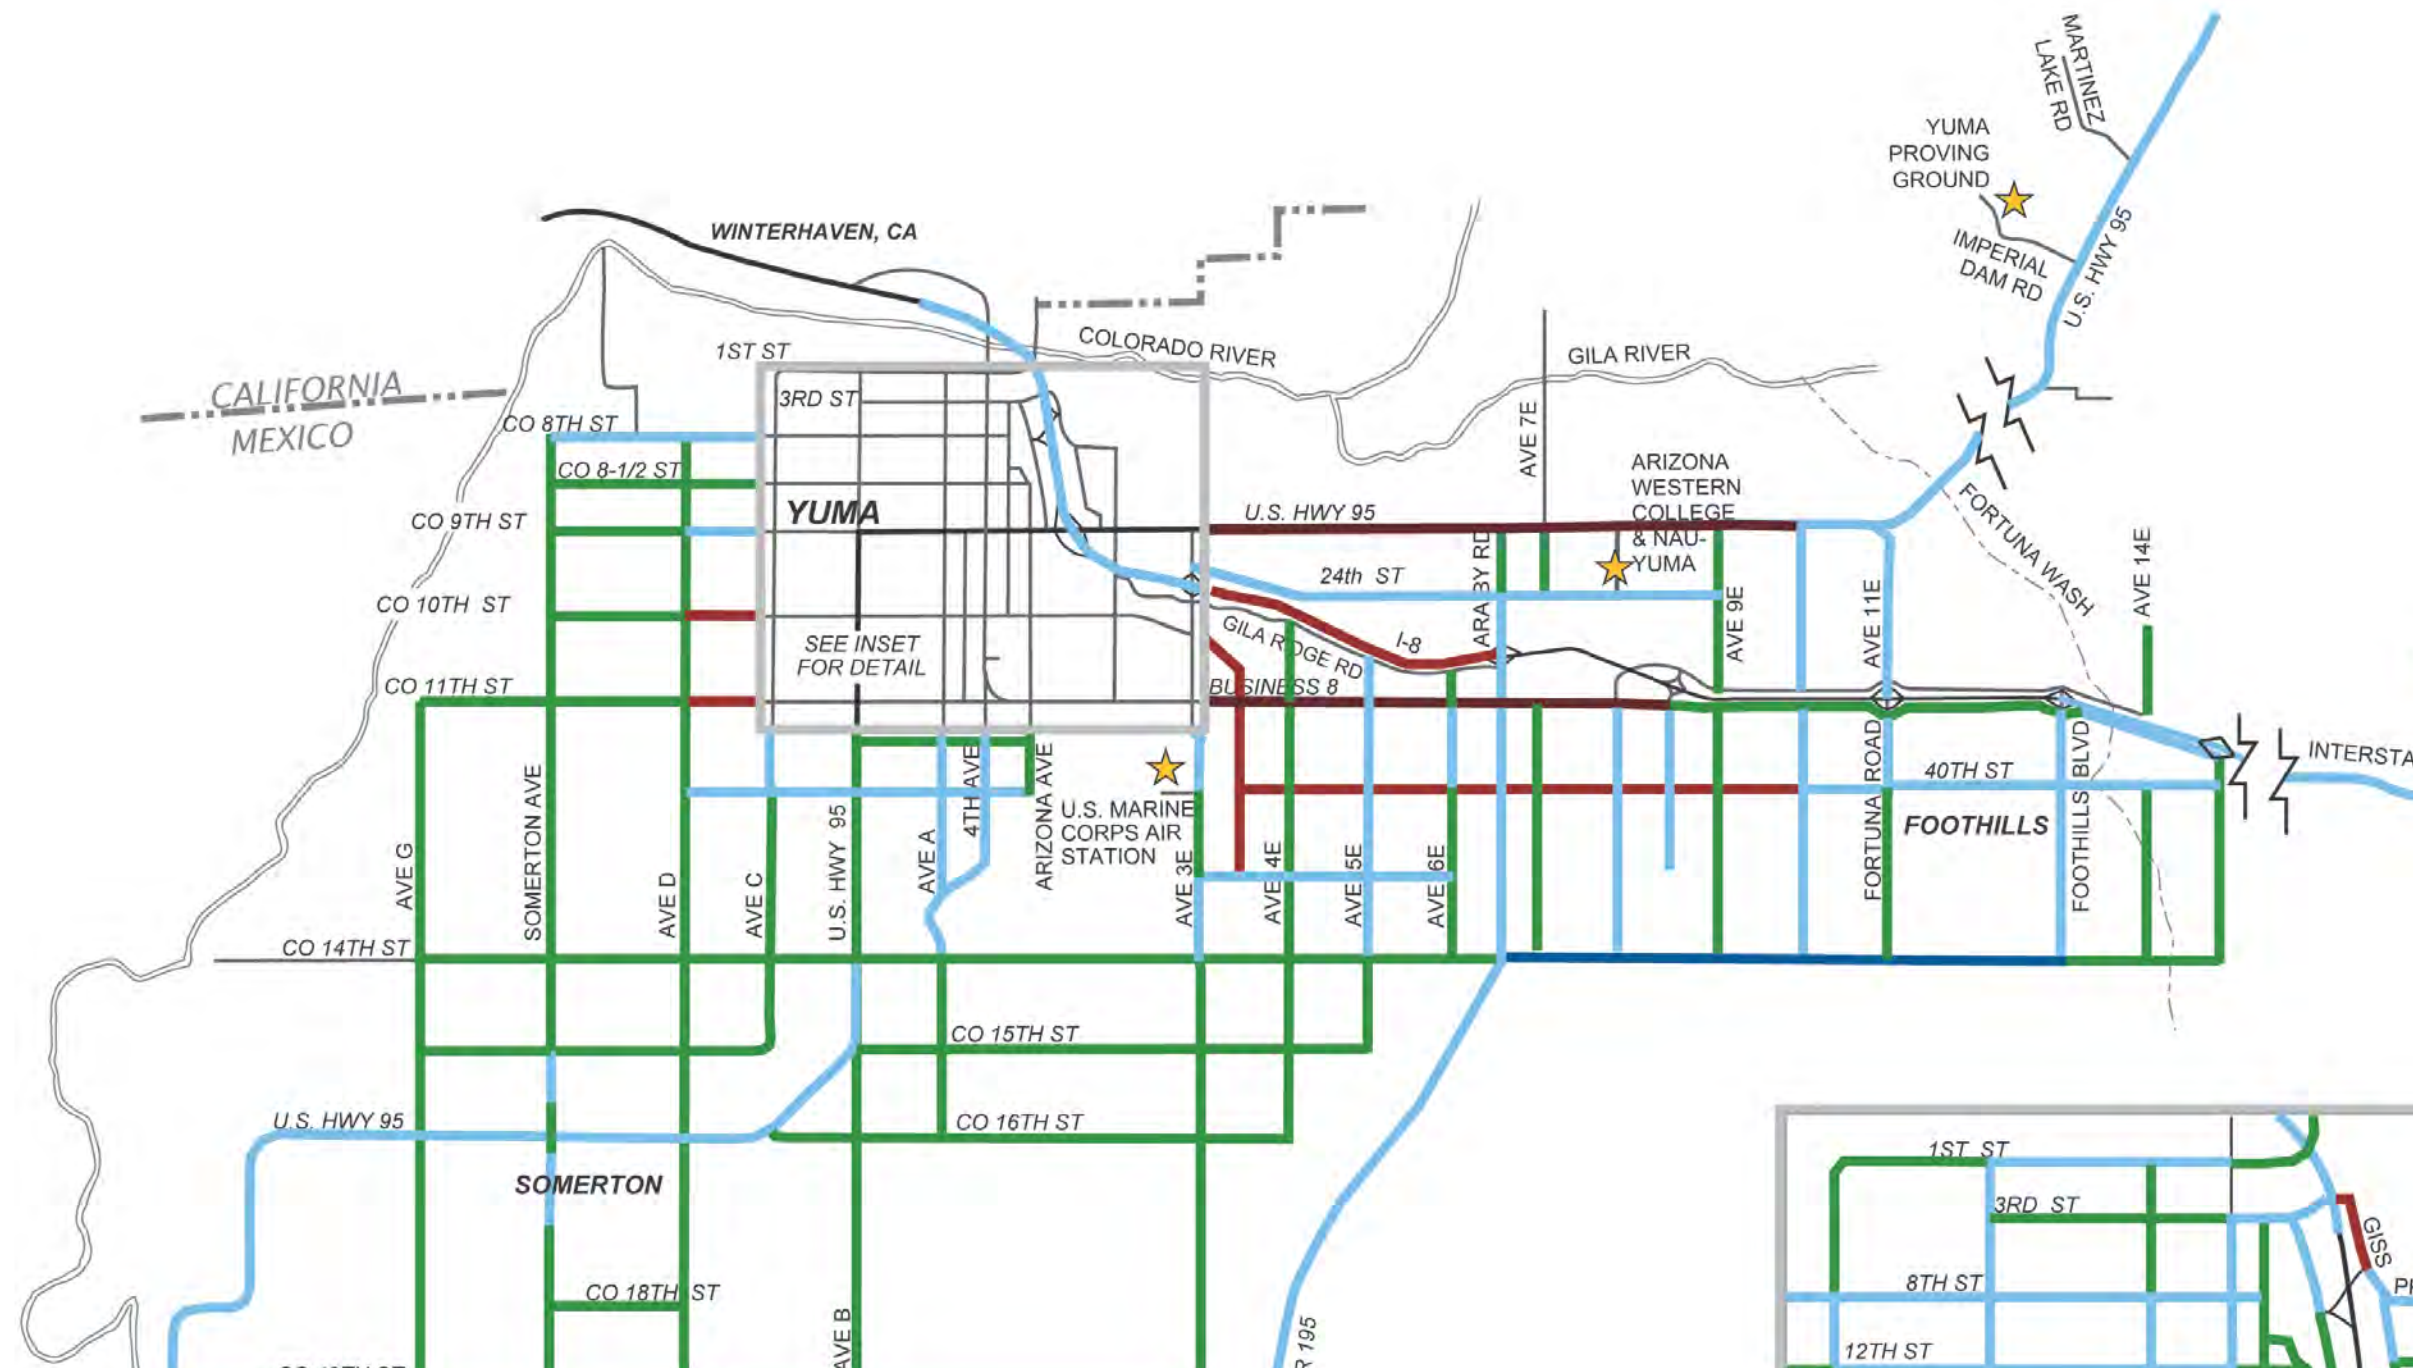 MARTINEZ
LAKE RD
YUMA
PROVING
GROUND
IMPERIAL
DAM RD
U.S. HWY 95
WINTERHAVEN, CA
COLORADO RIVER
GILA RIVER
CALIFORNIA
MEXICO
1ST ST
3RD ST
CO 8TH ST
CO 8-1/2 ST
CO 9TH ST
YUMA
U.S. HWY 95
AVE 7E
ARIZONA
WESTERN
COLLEGE
& NAU-
YUMA
FORTUNA WASH
AVE 14E
CO 10TH ST
24th ST
ARABY RD
AVE 9E
AVE 11E
SEE INSET
FOR DETAIL
GILA RIDGE RD
I-8
CO 11TH ST
BUSINESS 8
AVE G
SOMERTON AVE
AVE D
AVE C
U.S. HWY 95
AVE A
4TH AVE
ARIZONA AVE
U.S. MARINE
CORPS AIR
STATION
AVE 3E
AVE 4E
AVE 5E
AVE 6E
FORTUNA ROAD
40TH ST
FOOTHILLS
FOOTHILLS BLVD
INTERSTA
CO 14TH ST
CO 15TH ST
U.S. HWY 95
CO 16TH ST
SOMERTON
CO 18TH ST
AVE B
R 195
1ST ST
3RD ST
GISS
8TH ST
12TH ST